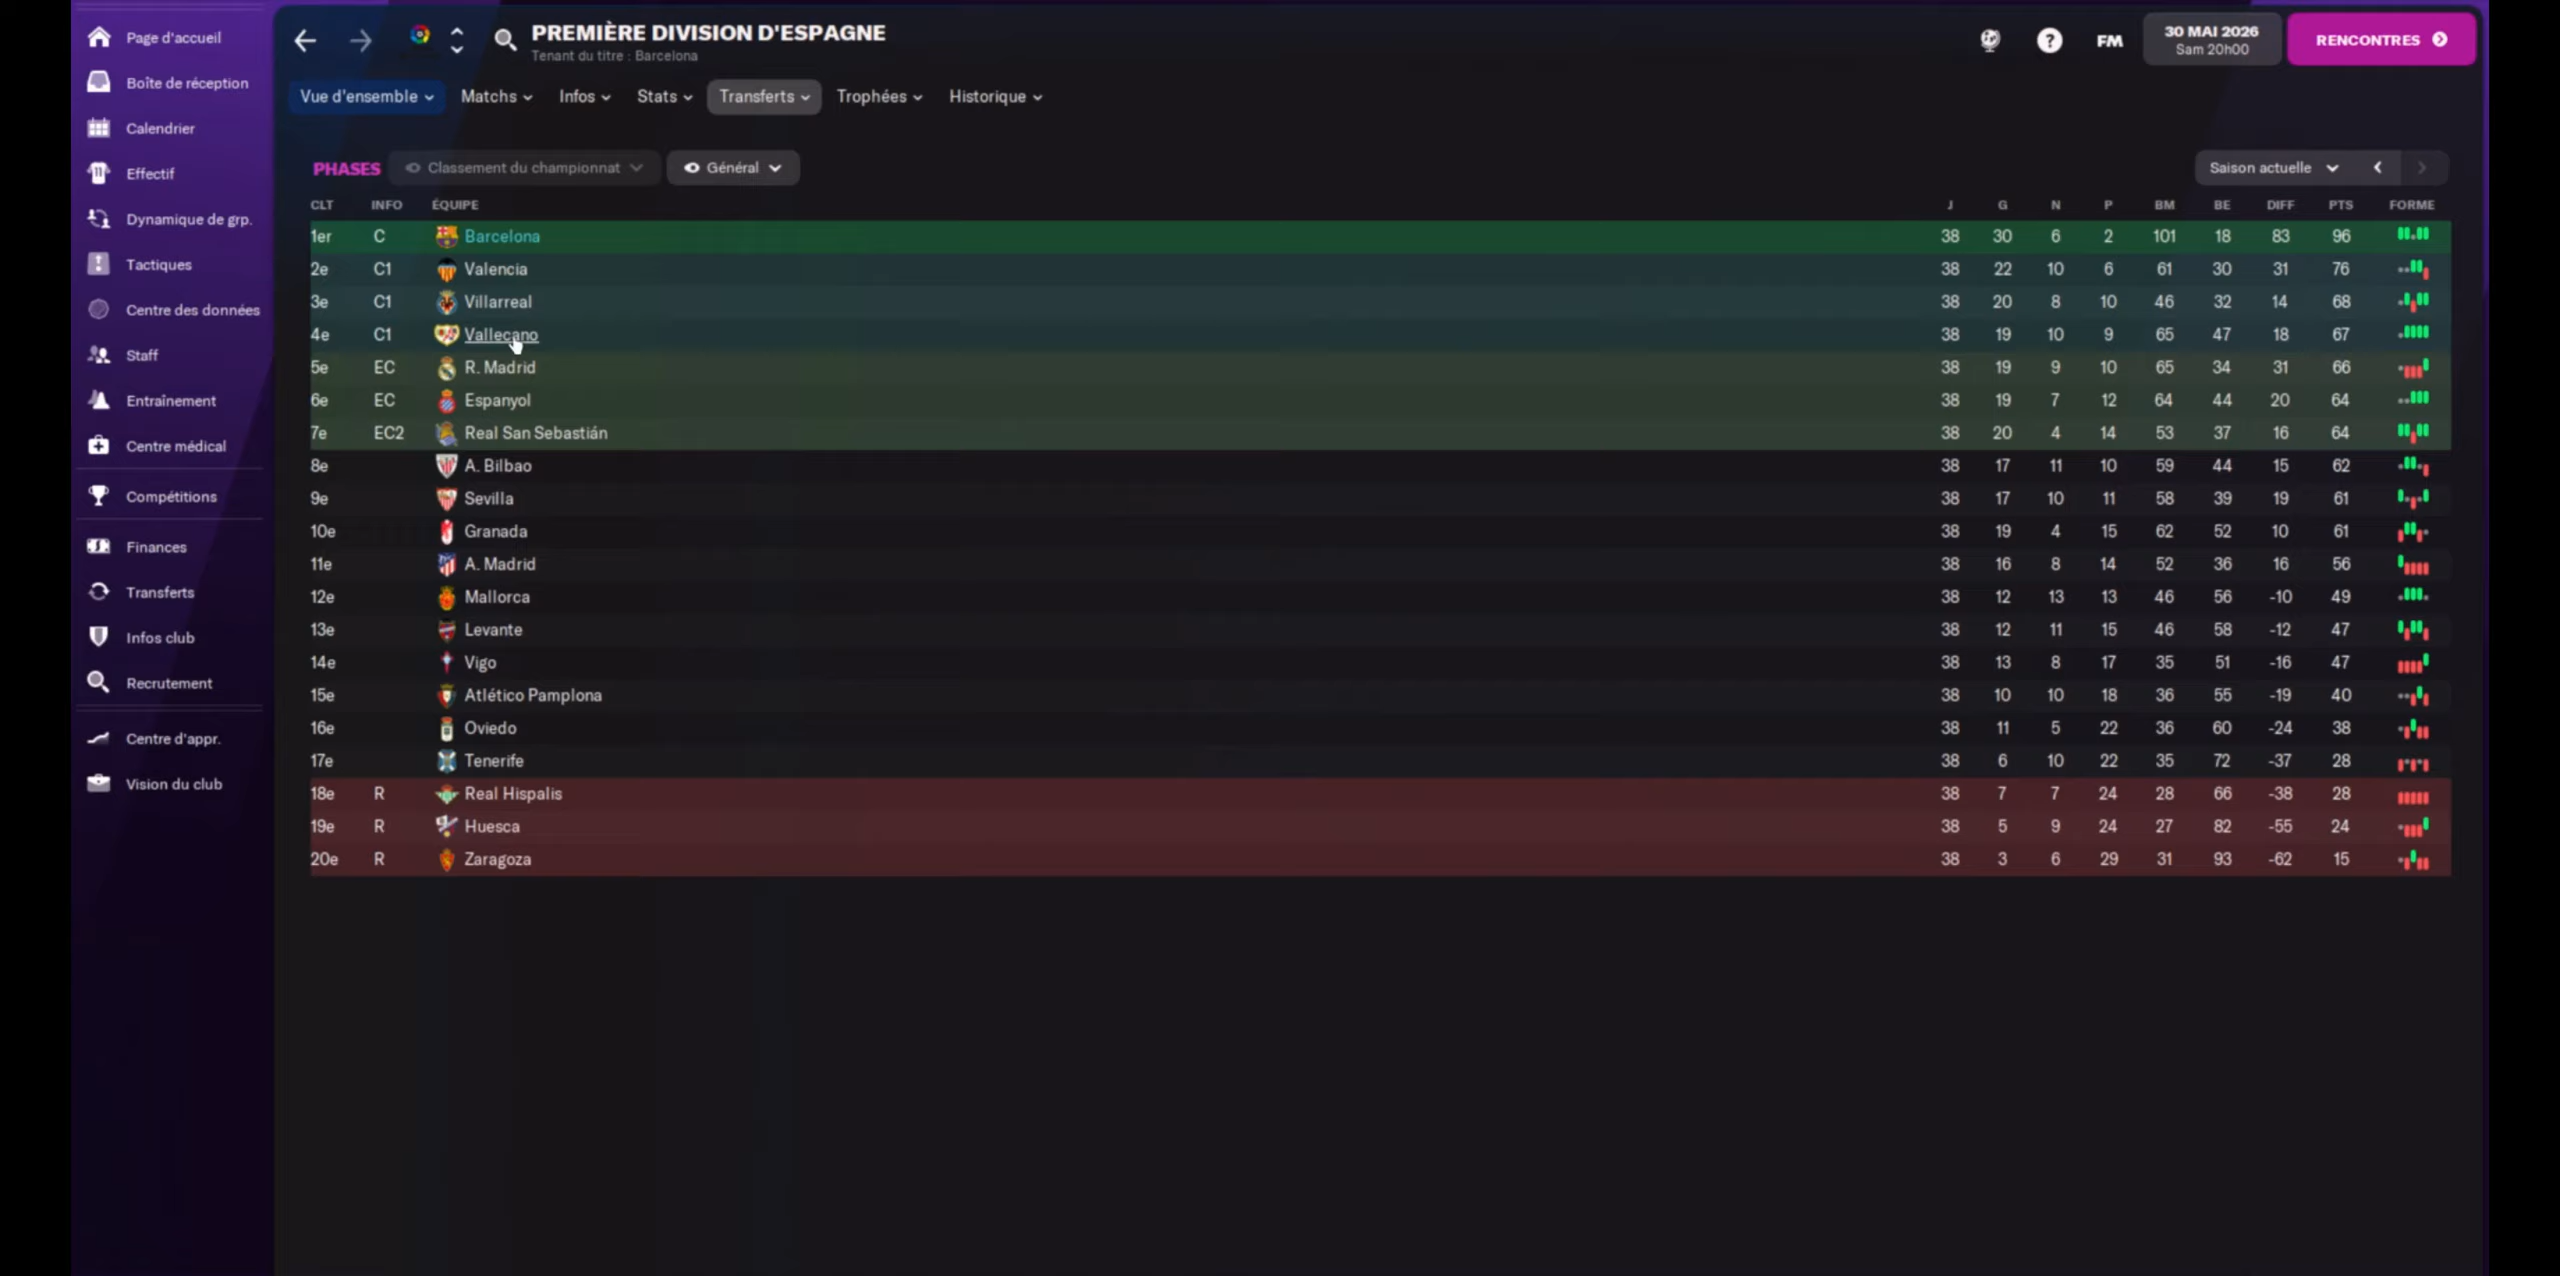 Page d'accueil
Boîte de réception
Calendrier
Effectif
Dynamique de grp.
Tactiques
Centre des données
Staff
Entraînement
Centre médical
Compétitions
Finances
Transferts
Infos club
Recrutement
Centre d'appr.
Vision du club
PREMIÈRE DIVISION D'ESPAGNE
Tenant du titre : Barcelona
? FM 30 MAI 2026 RENCONTRES
Sam 20h00
Vue d'ensemble Matchs Infos Stats Transferts Trophées Historique
PHASES Classement du championnat Général Saison actuelle
CLT INFO ÉQUIPE J G N P BM BE DIFF PTS FORME
1er C Barcelona 38 30 6 2 101 18 83 96
2e C1 Valencia 38 22 10 6 61 30 31 76
3e C1 Villarreal 38 20 8 10 46 32 14 68
4e C1 Vallecano 38 19 10 9 65 47 18 67
5e EC R. Madrid 38 19 9 10 65 34 31 66
6e EC Espanyol 38 19 7 12 64 44 20 64
7e EC2 Real San Sebastián 38 20 4 14 53 37 16 64
8e A. Bilbao 38 17 11 10 59 44 15 62
9e Sevilla 38 17 10 11 58 39 19 61
10e Granada 38 19 4 15 62 52 10 61
11e A. Madrid 38 16 8 14 52 36 16 56
12e Mallorca 38 12 13 13 46 56 -10 49
13e Levante 38 12 11 15 46 58 -12 47
14e Vigo 38 13 8 17 35 51 -16 47
15e Atlético Pamplona 38 10 10 18 36 55 -19 40
16e Oviedo 38 11 5 22 36 60 -24 38
17e Tenerife 38 6 10 22 35 72 -37 28
18e R Real Hispalis 38 7 7 24 28 66 -38 28
19e R Huesca 38 5 9 24 27 82 -55 24
20e R Zaragoza 38 3 6 29 31 93 -62 15